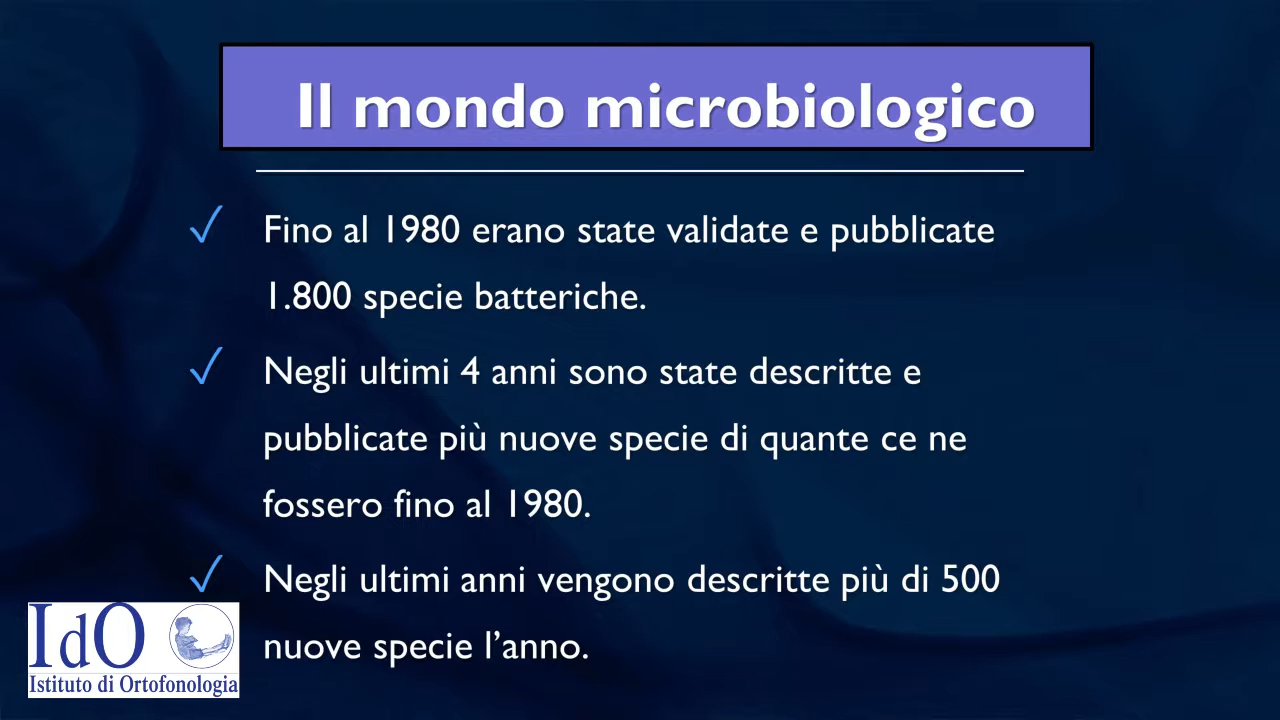 Il mondo microbiologico
✓ Fino al 1980 erano state validate e pubblicate
1.800 specie batteriche.
✓ Negli ultimi 4 anni sono state descritte e
pubblicate più nuove specie di quante ce ne
fossero fino al 1980.
✓ Negli ultimi anni vengono descritte più di 500
nuove specie l’anno.
IdO
Istituto di Ortofonologia